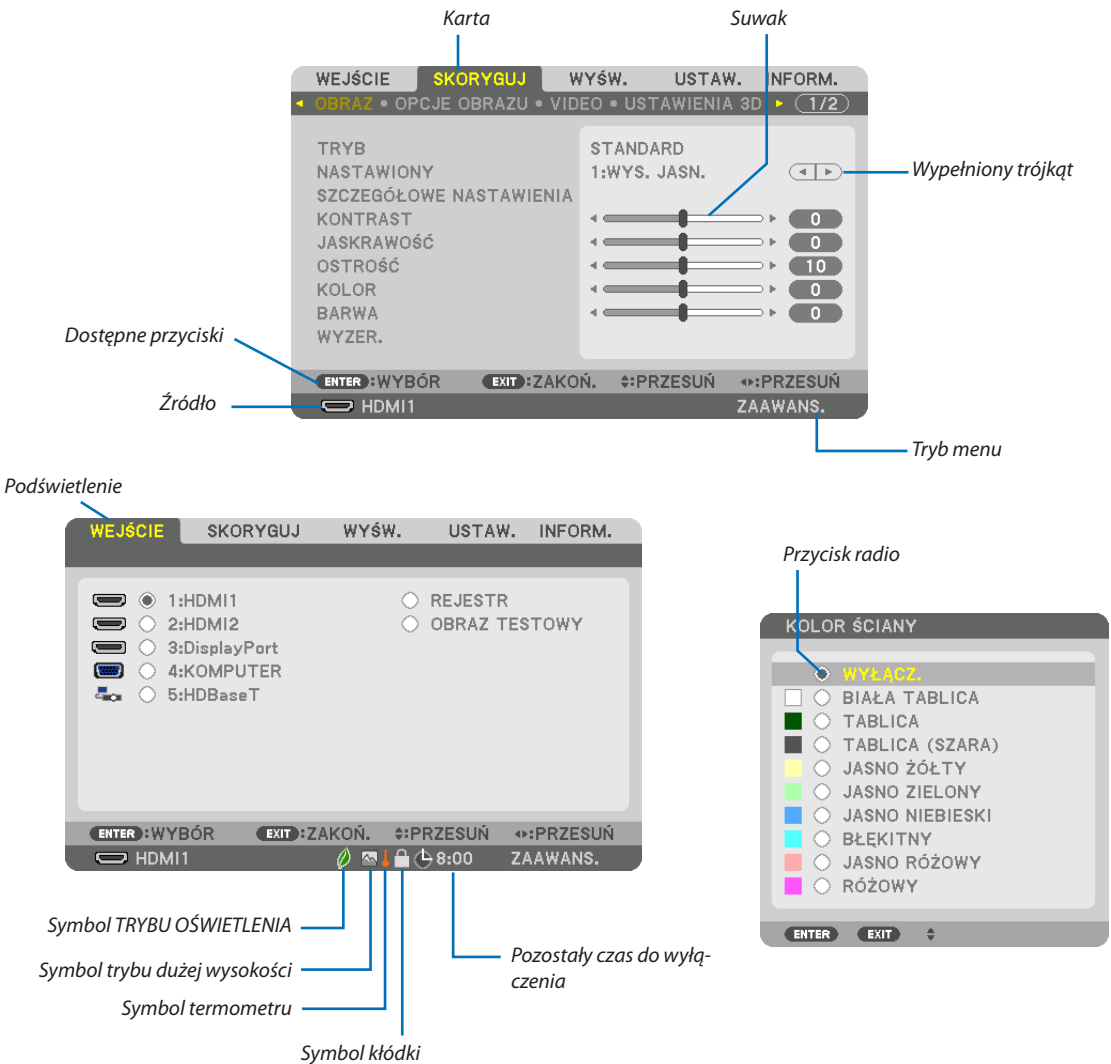 Karta
Suwak
WEJŚCIE SKORYGUJ WYŚW. USTAW. INFORM.
OBRAZ • OPCJE OBRAZU • VIDEO • USTAWIENIA 3D 1/2
TRYB STANDARD
NASTAWIONY 1:WYS. JASN.
Wypełniony trójkąt
SZCZEGÓŁOWE NASTAWIENIA
KONTRAST 0
JASKRAWOŚĆ 0
OSTROŚĆ 10
KOLOR 0
BARWA 0
WYZER.
Dostępne przyciski
ENTER :WYBÓR EXIT :ZAKOŃ. :PRZESUŃ :PRZESUŃ
Źródło
HDMI1 ZAAWANS.
Tryb menu
Podświetlenie
WEJŚCIE SKORYGUJ WYŚW. USTAW. INFORM.
1:HDMI1 REJESTR
2:HDMI2 OBRAZ TESTOWY
3:DisplayPort
4:KOMPUTER
5:HDBaseT
ENTER :WYBÓR EXIT :ZAKOŃ. :PRZESUŃ :PRZESUŃ
HDMI1 8:00 ZAAWANS.
Symbol TRYBU OŚWIETLENIA
Symbol trybu dużej wysokości
Symbol termometru
Symbol kłódki
Pozostały czas do wyłą-
czenia
Przycisk radio
KOLOR ŚCIANY
WYŁĄCZ.
BIAŁA TABLICA
TABLICA
TABLICA (SZARA)
JASNO ŻÓŁTY
JASNO ZIELONY
JASNO NIEBIESKI
BŁĘKITNY
JASNO RÓŻOWY
RÓŻOWY
ENTER EXIT